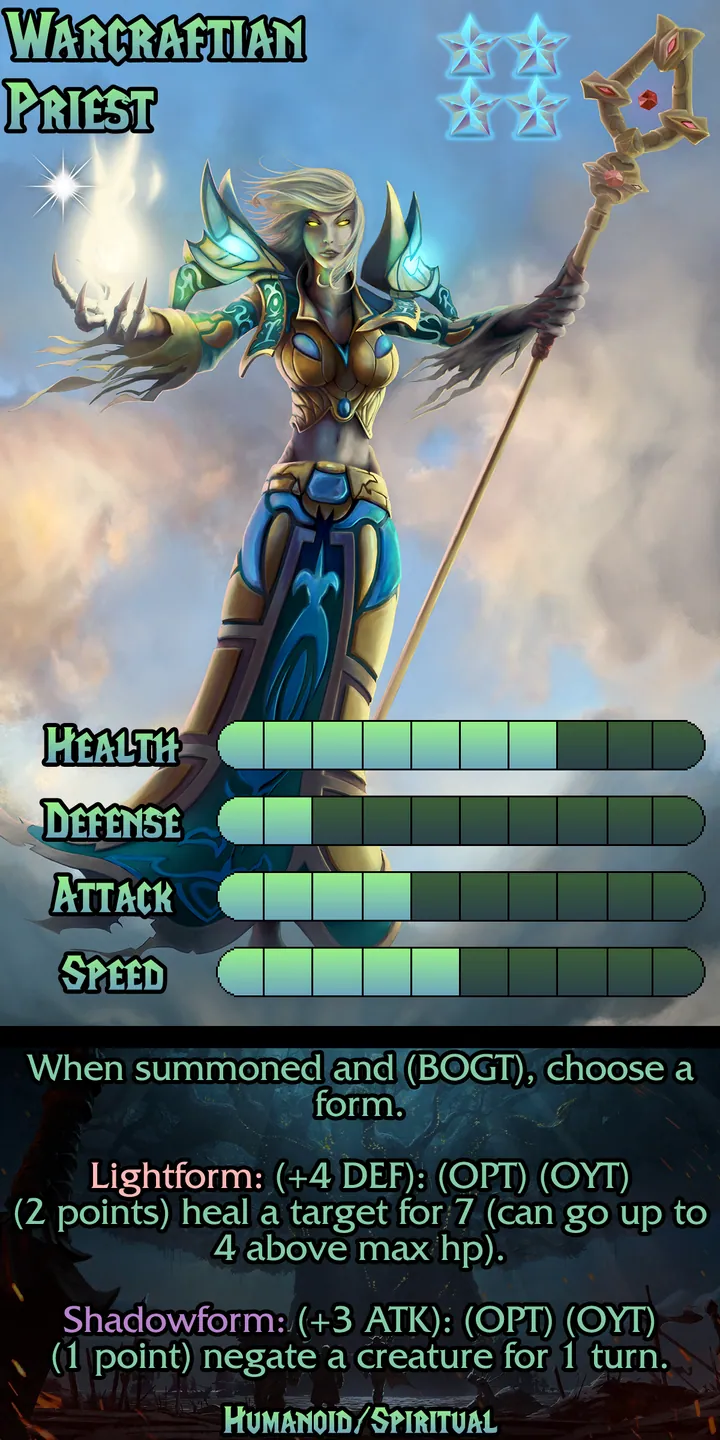 Warcraftian
Priest
Health
Defense
Attack
Speed
When summoned and (BOGT), choose a
form.
Lightform: (+4 DEF): (OPT) (OYT)
(2 points) heal a target for 7 (can go up to
4 above max hp).
Shadowform: (+3 ATK): (OPT) (OYT)
(1 point) negate a creature for 1 turn.
Humanoid/Spiritual